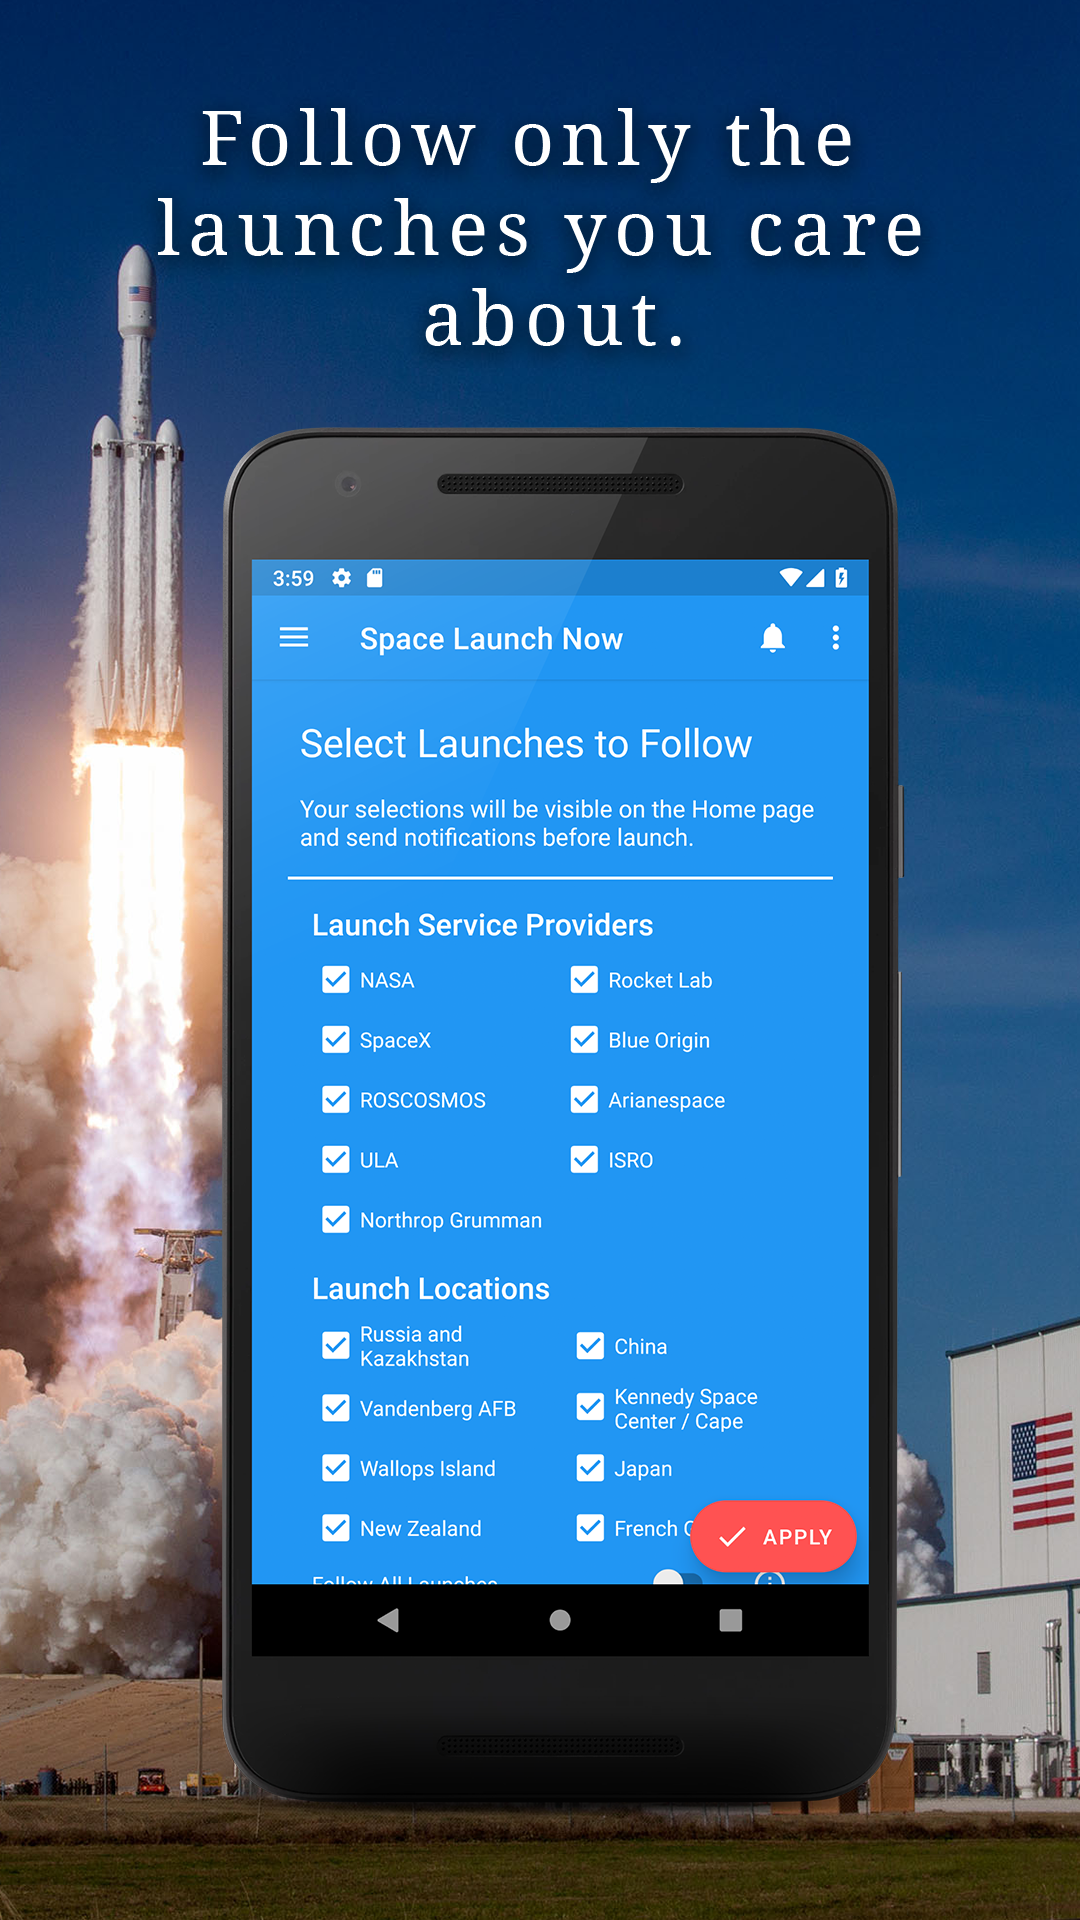 Follow only the
launches you care
about.
3:59
Space Launch Now
Select Launches to Follow
Your selections will be visible on the Home page
and send notifications before launch.
Launch Service Providers
NASA
Rocket Lab
SpaceX
Blue Origin
ROSCOSMOS
Arianespace
ULA
ISRO
Northrop Grumman
Launch Locations
Russia and
Kazakhstan
China
Vandenberg AFB
Kennedy Space
Center / Cape
Wallops Island
Japan
New Zealand
French
APPLY
Follow All Launches